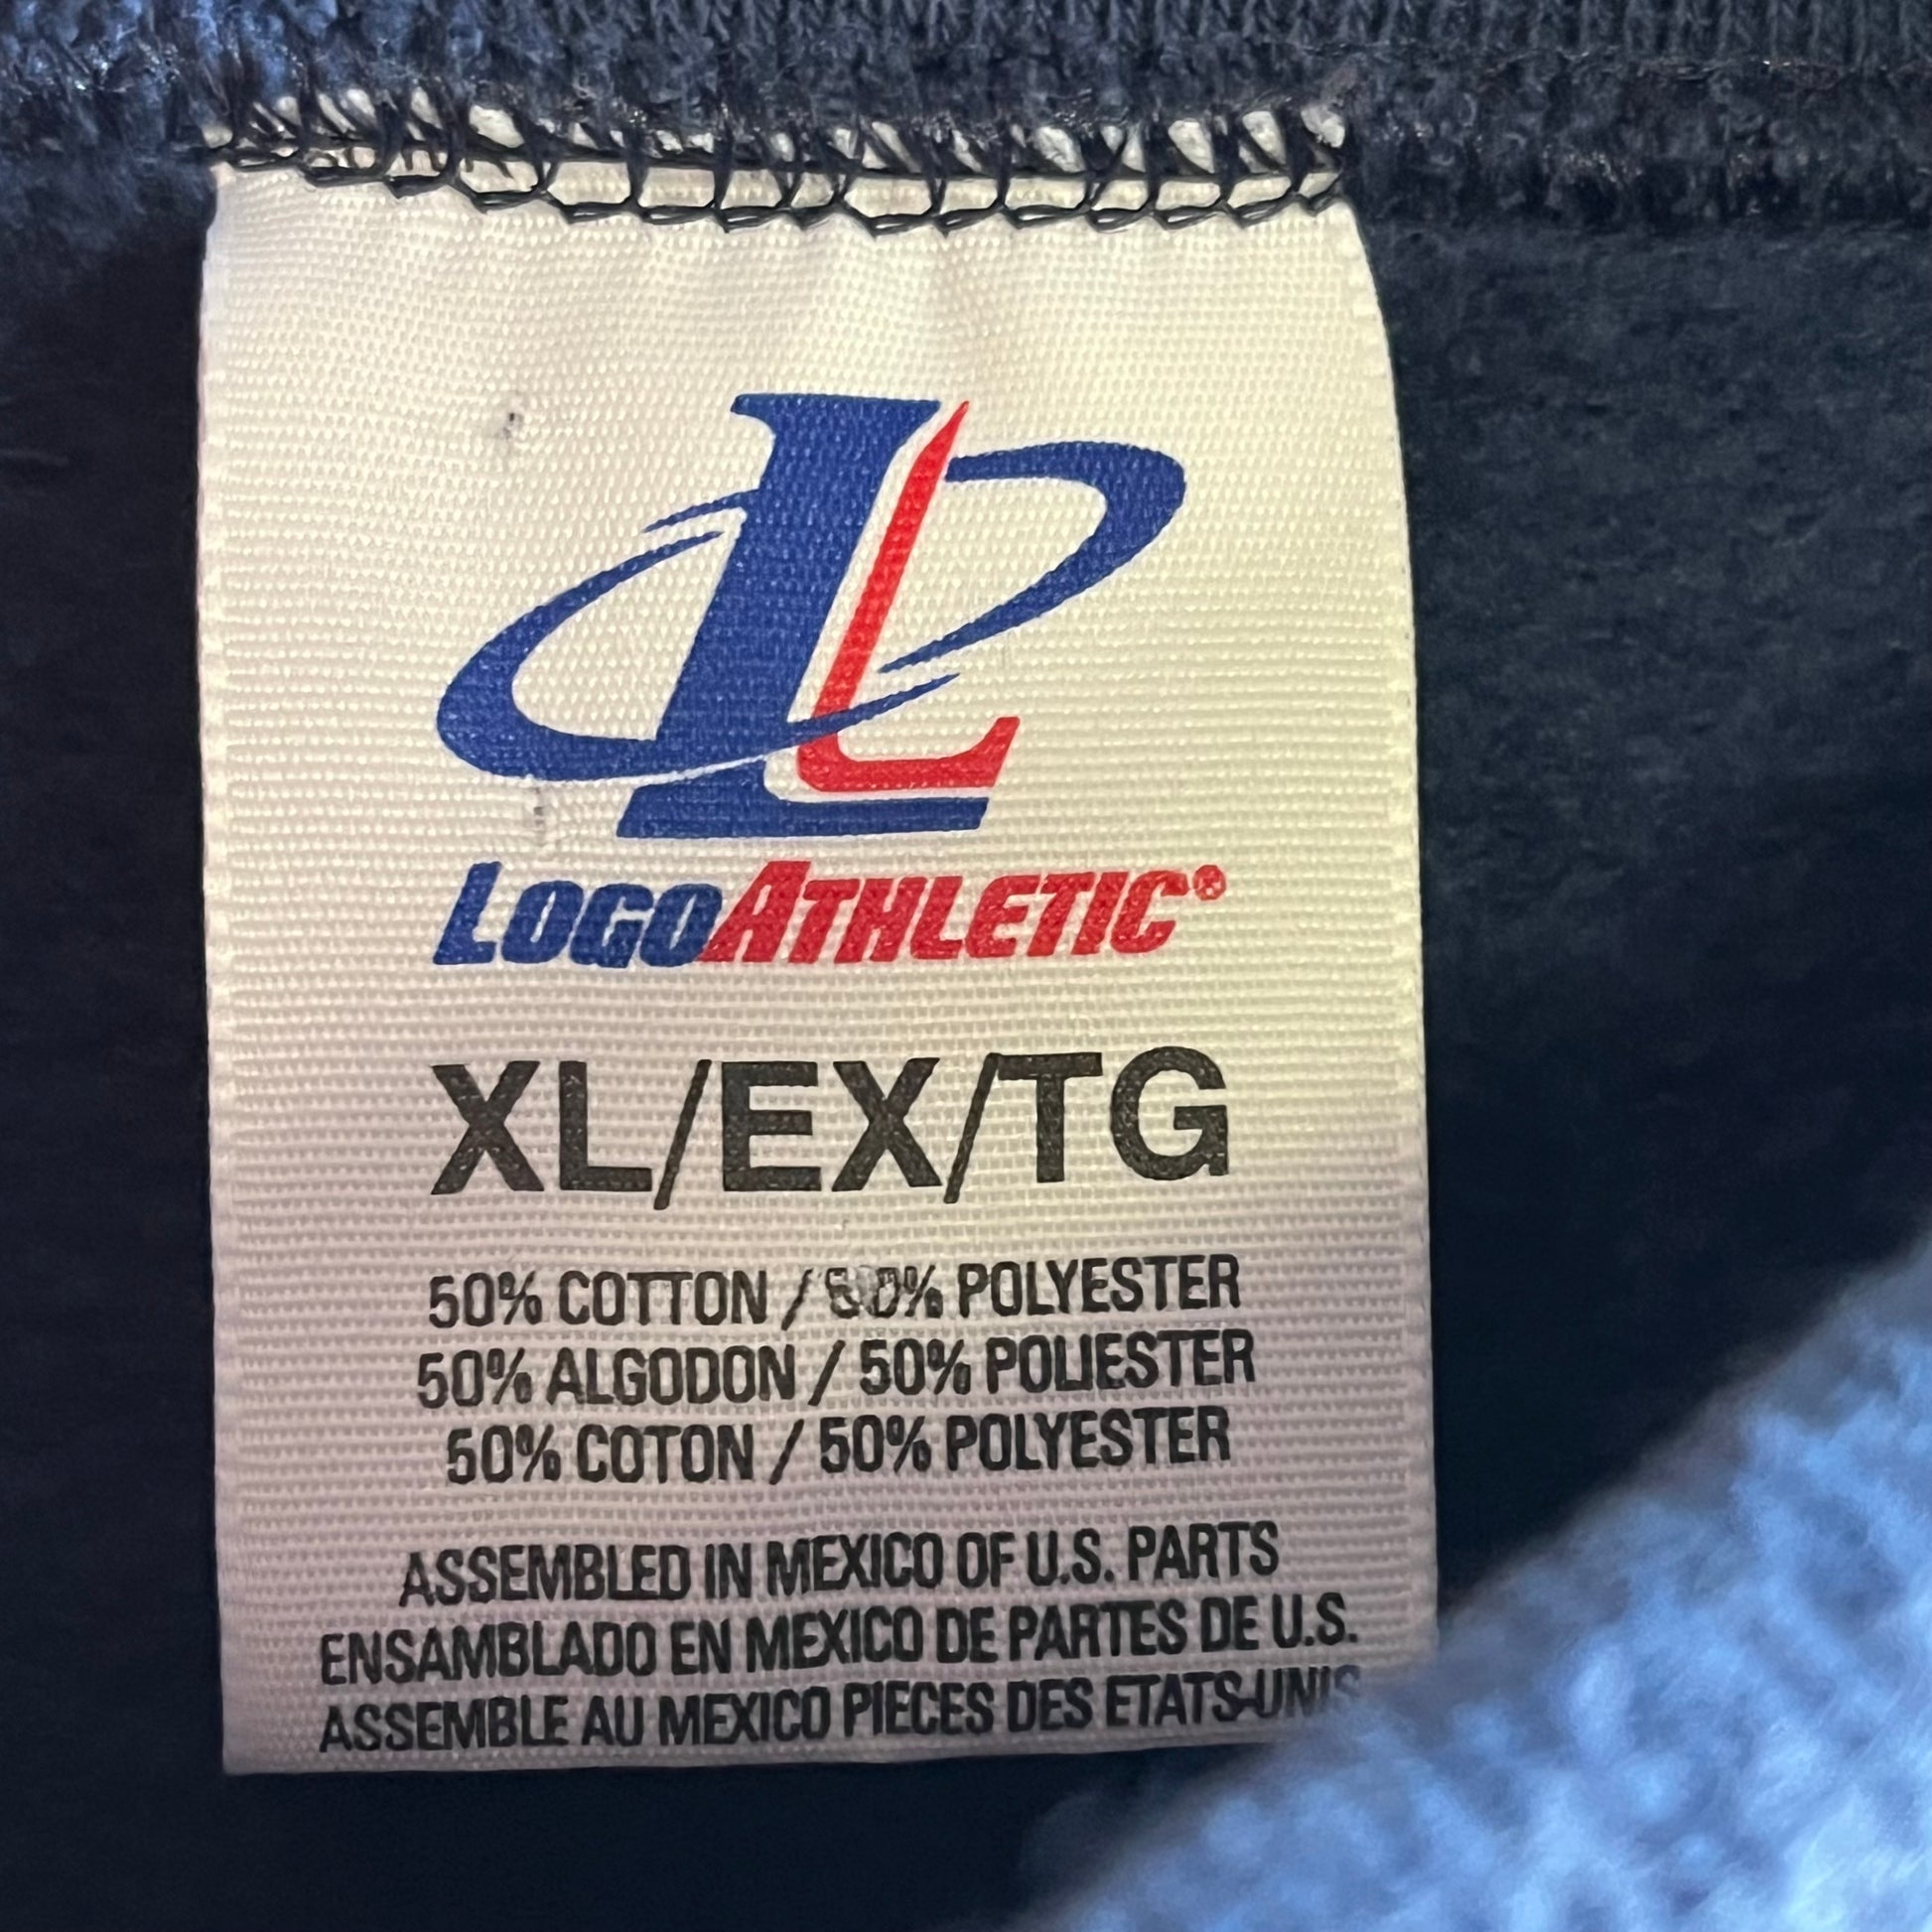 LOGOATHLETIC®
XL/EX/TG
50% COTTON / 50% POLYESTER
50% ALGODON / 50% POLIESTER
50% COTON / 50% POLYESTER
ASSEMBLED IN MEXICO OF U.S. PARTS
ENSAMBLADO EN MEXICO DE PARTES DE U.S.
ASSEMBLE AU MEXICO PIECES DES ETATS-UNIS